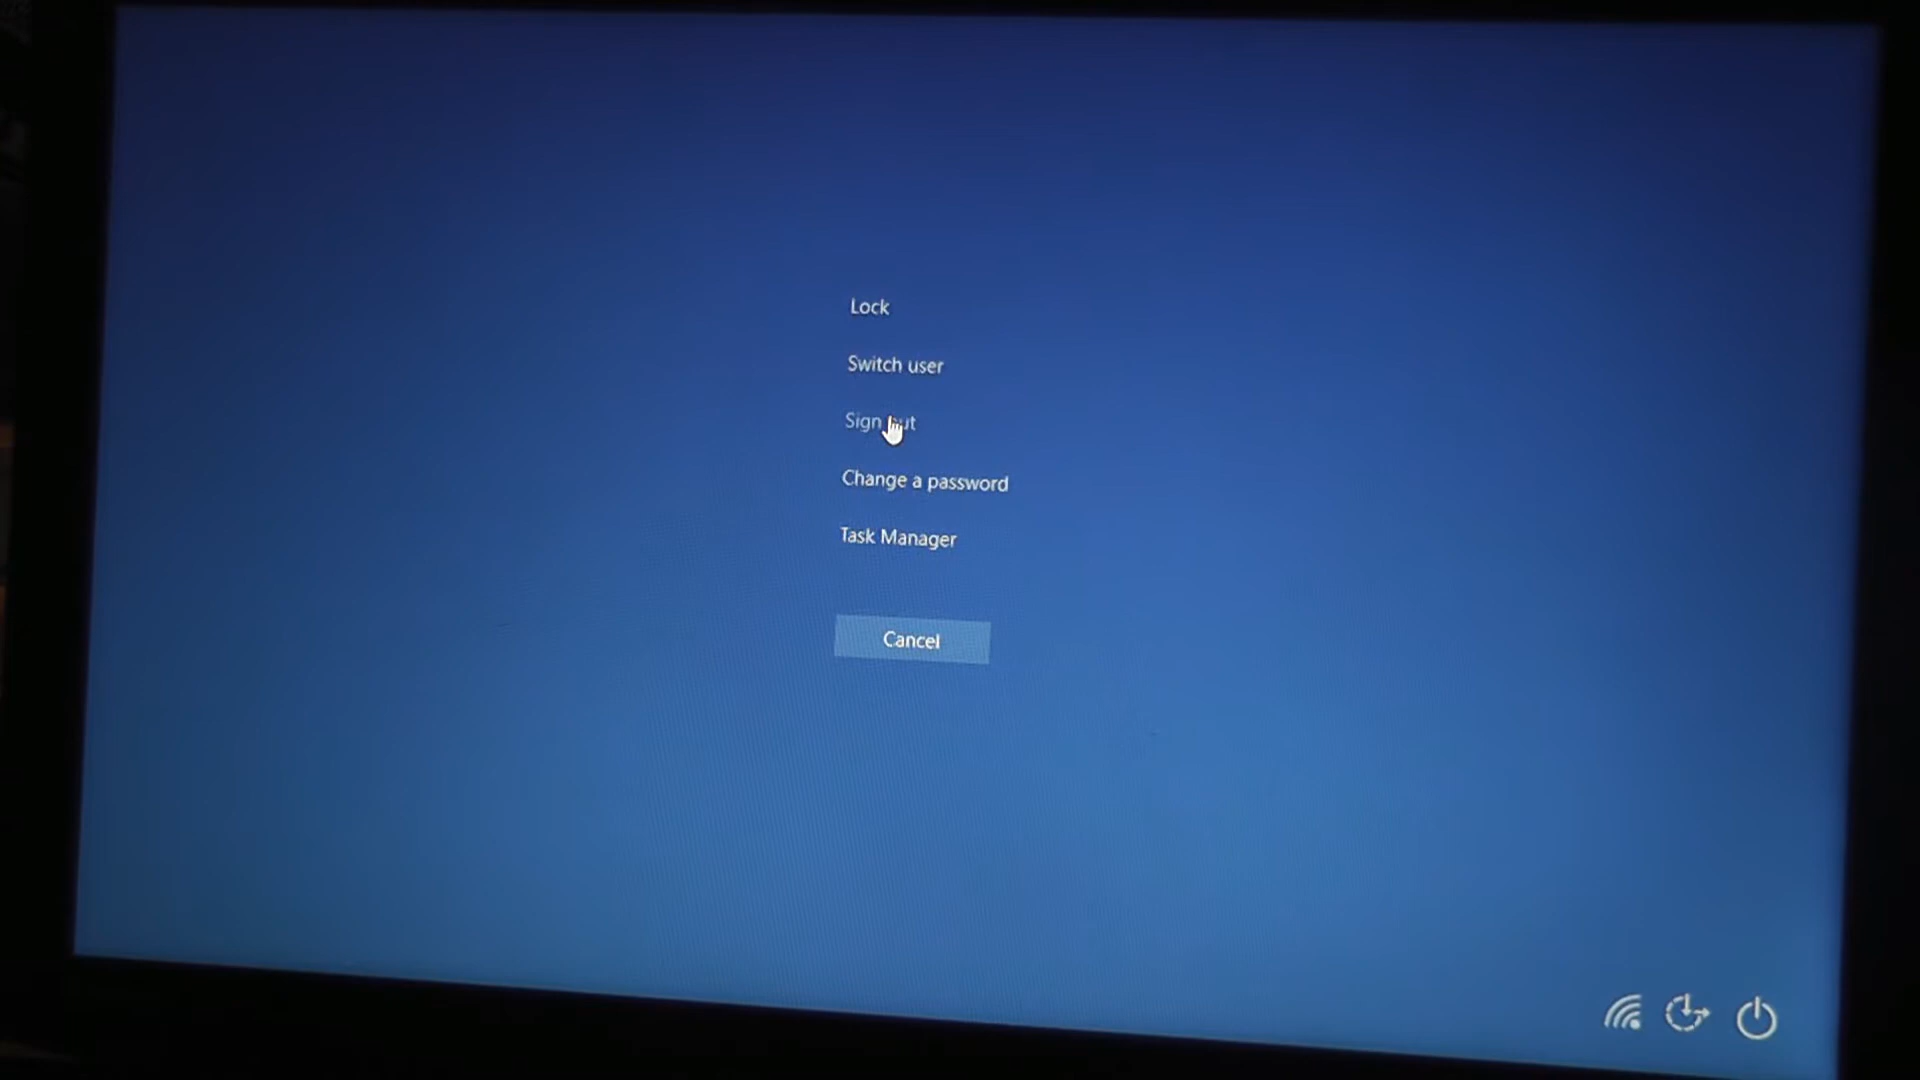 Lock
Switch user
Sign out
Change a password
Task Manager
Cancel